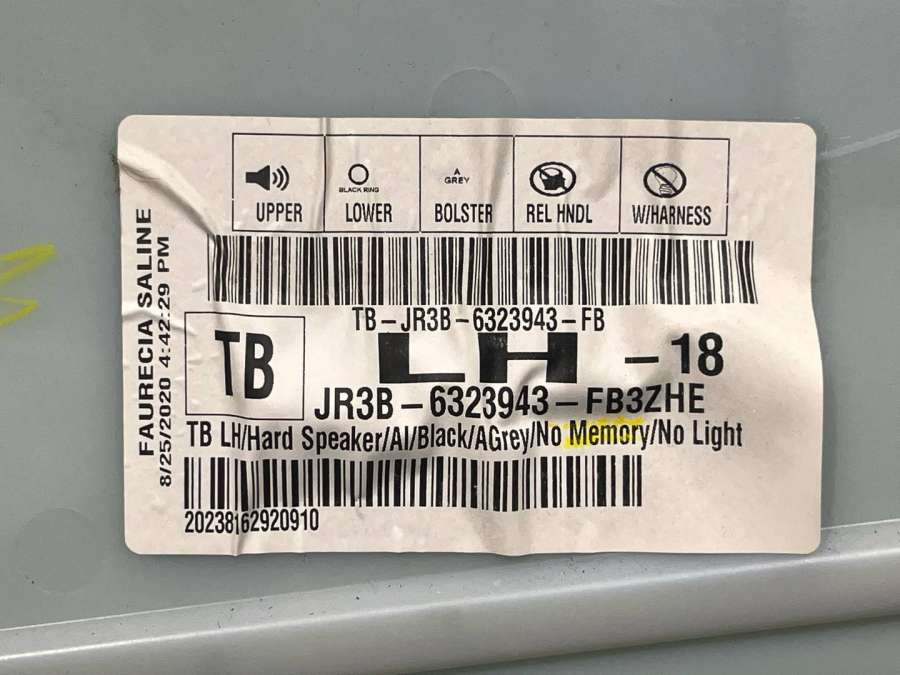 FAURECIA SALINE
8/25/2020 4:42:29 PM
UPPER
BLACK RING
LOWER
A
GREY
BOLSTER
REL HNDL
W/HARNESS
TB-JR3B-6323943-FB
TB
LH -18
JR3B-6323943-FB3ZHE
TB LH/Hard Speaker/Al/Black/AGrey/No Memory/No Light
20238162920910